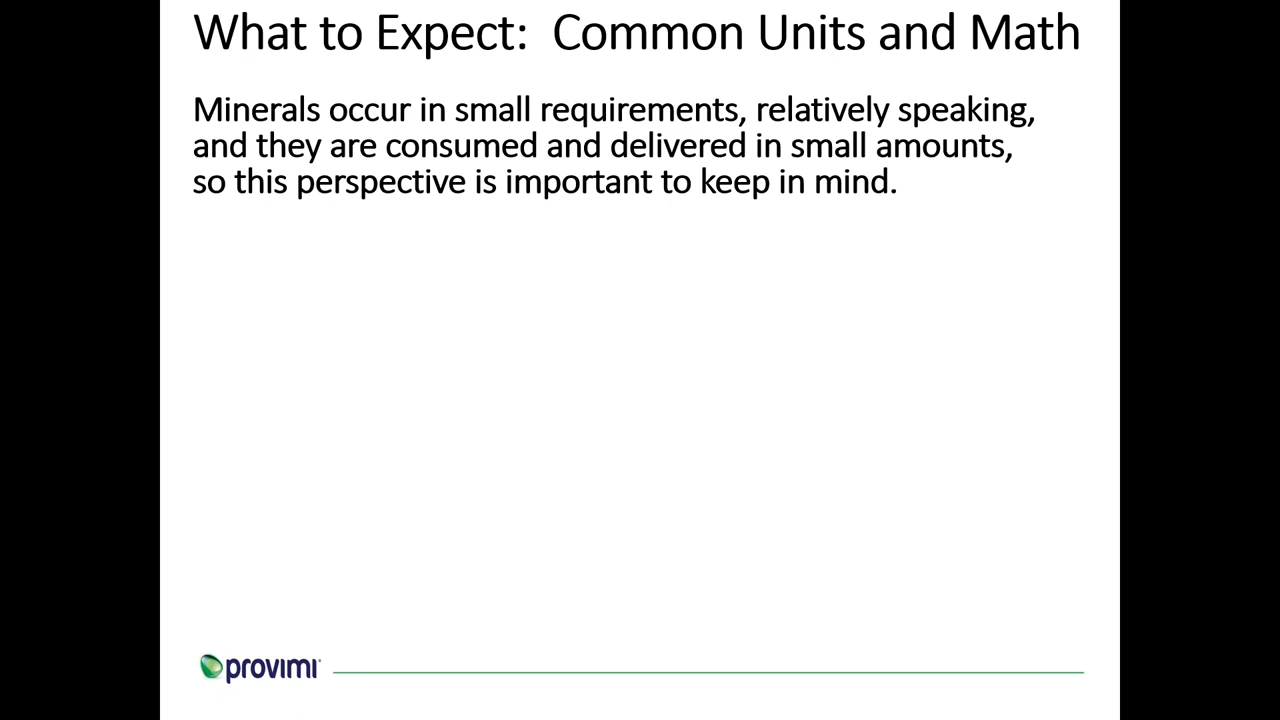 What to Expect:  Common Units and Math
Minerals occur in small requirements, relatively speaking,
and they are consumed and delivered in small amounts,
so this perspective is important to keep in mind.
provimi